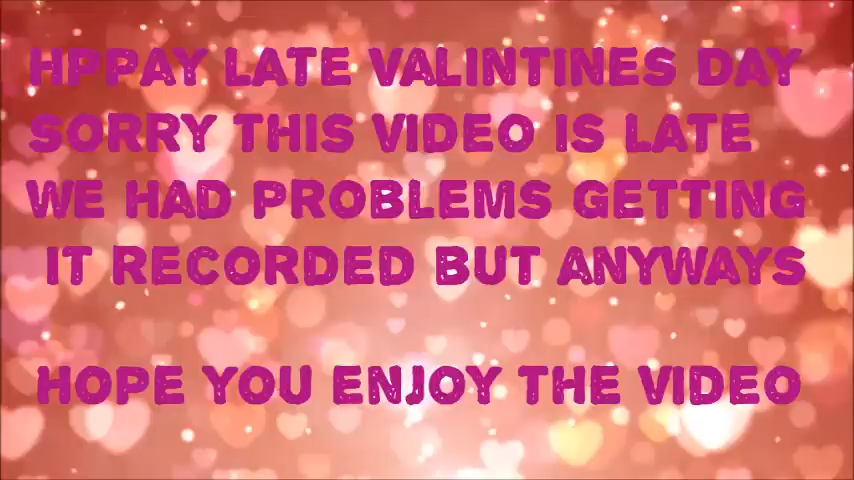 HPPAY LATE VALINTINES DAY
SORRY THIS VIDEO IS LATE
WE HAD PROBLEMS GETTING
IT RECORDED BUT ANYWAYS
HOPE YOU ENJOY THE VIDEO